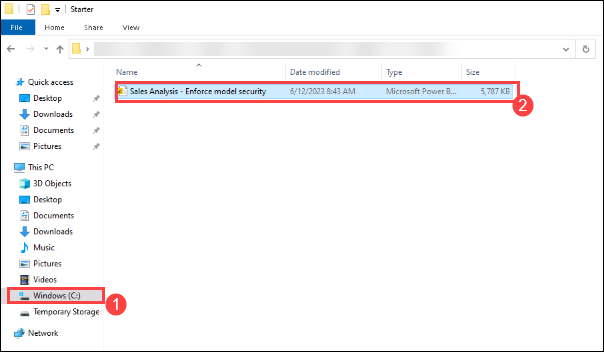 Starter
File Home Share View
Name Date modified Type Size
Sales Analysis - Enforce model security 6/12/2023 8:43 AM Microsoft Power B... 5,787 KB
2
Quick access
Desktop
Downloads
Documents
Pictures
This PC
3D Objects
Desktop
Documents
Downloads
Music
Pictures
Videos
Windows (C:)
1
Temporary Storage
Network